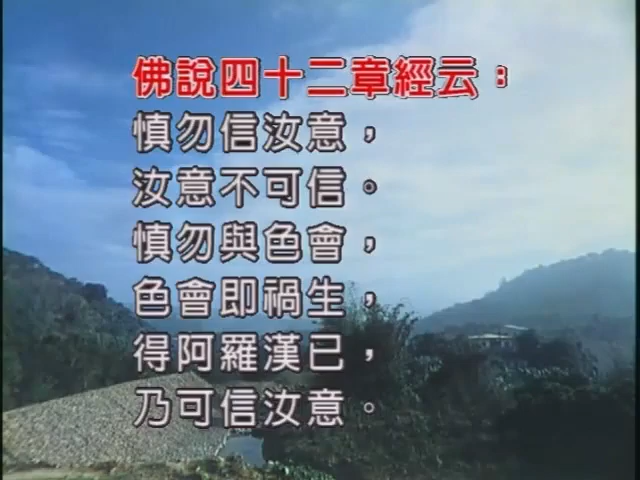 佛說四十二章經云：
慎勿信汝意，
汝意不可信。
慎勿與色會，
色會即禍生，
得阿羅漢已，
乃可信汝意。